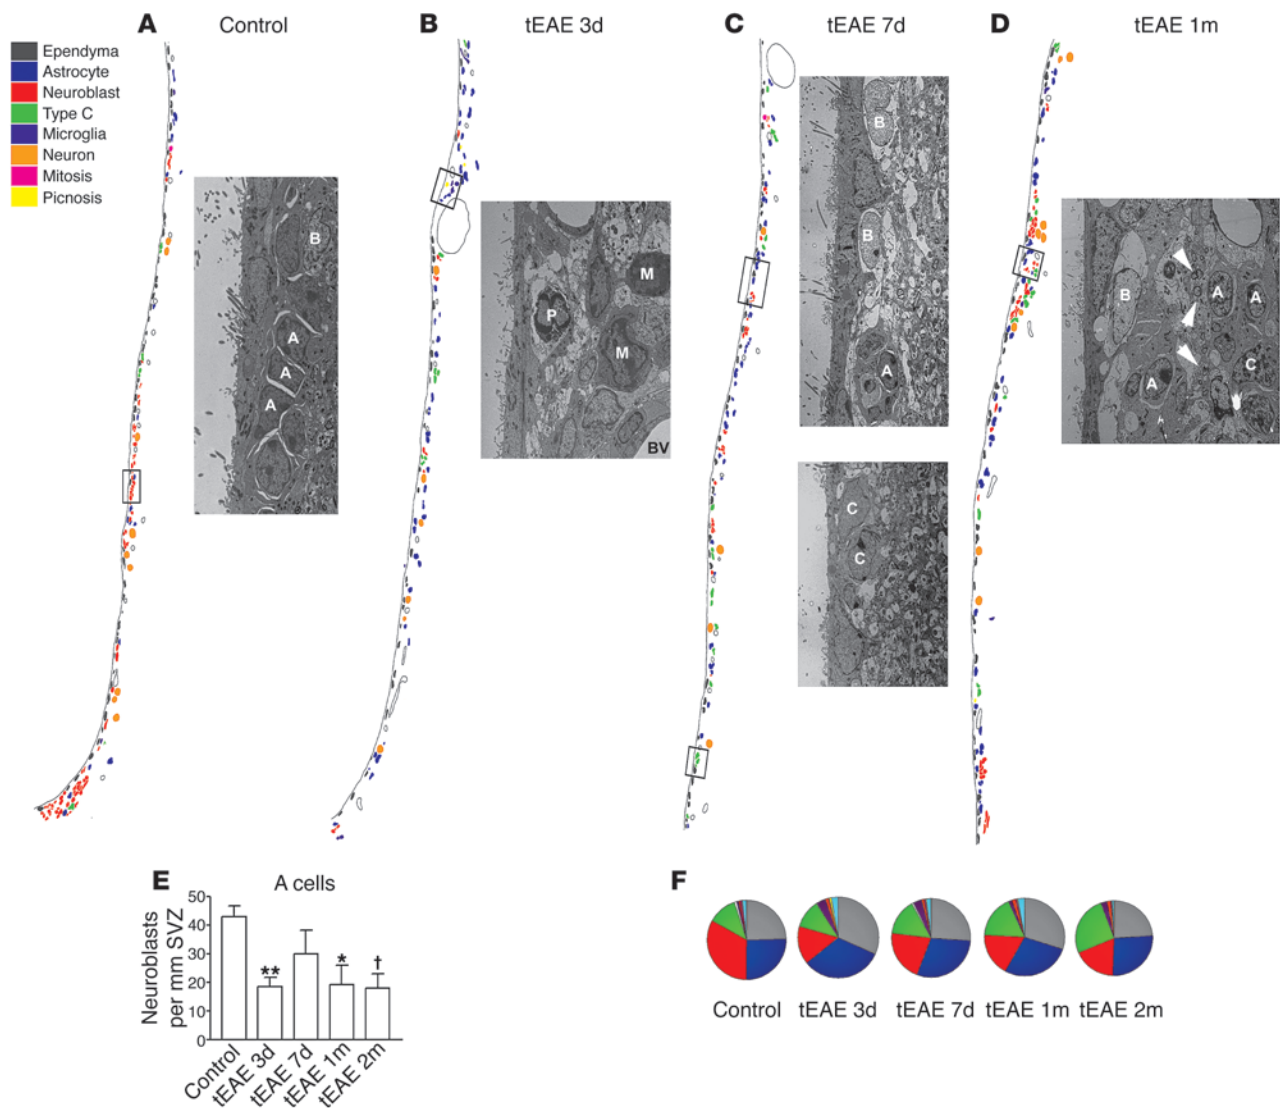 A Control
B tEAE 3d
C tEAE 7d
D tEAE 1m
Ependyma
Astrocyte
Neuroblast
Type C
Microglia
Neuron
Mitosis
Picnosis
B
A
A
A
P
M
M
BV
B
B
A
C
C
B
A
A
A
C
E A cells
Neuroblasts
per mm SVZ
50
40
30
20
10
0
**
*
†
Control
tEAE 3d
tEAE 7d
tEAE 1m
tEAE 2m
F
Control tEAE 3d tEAE 7d tEAE 1m tEAE 2m